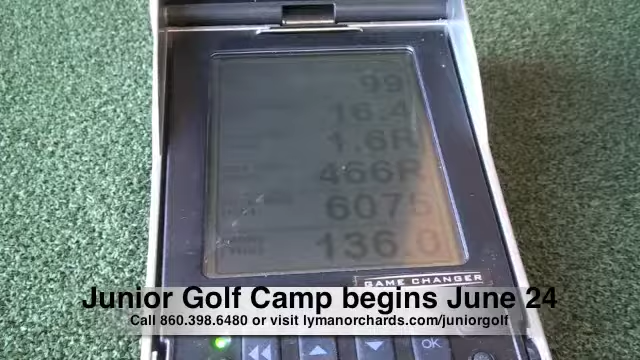 99
16.4
1.6R
466R
6075
136.0
GAME CHANGER
Junior Golf Camp begins June 24
Call 860.398.6480 or visit lymanorchards.com/juniorgolf
OK